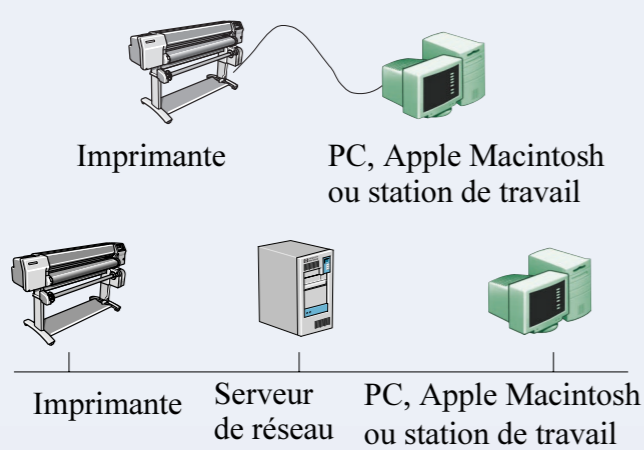 Imprimante
PC, Apple Macintosh
ou station de travail
Imprimante
Serveur
de réseau
PC, Apple Macintosh
ou station de travail